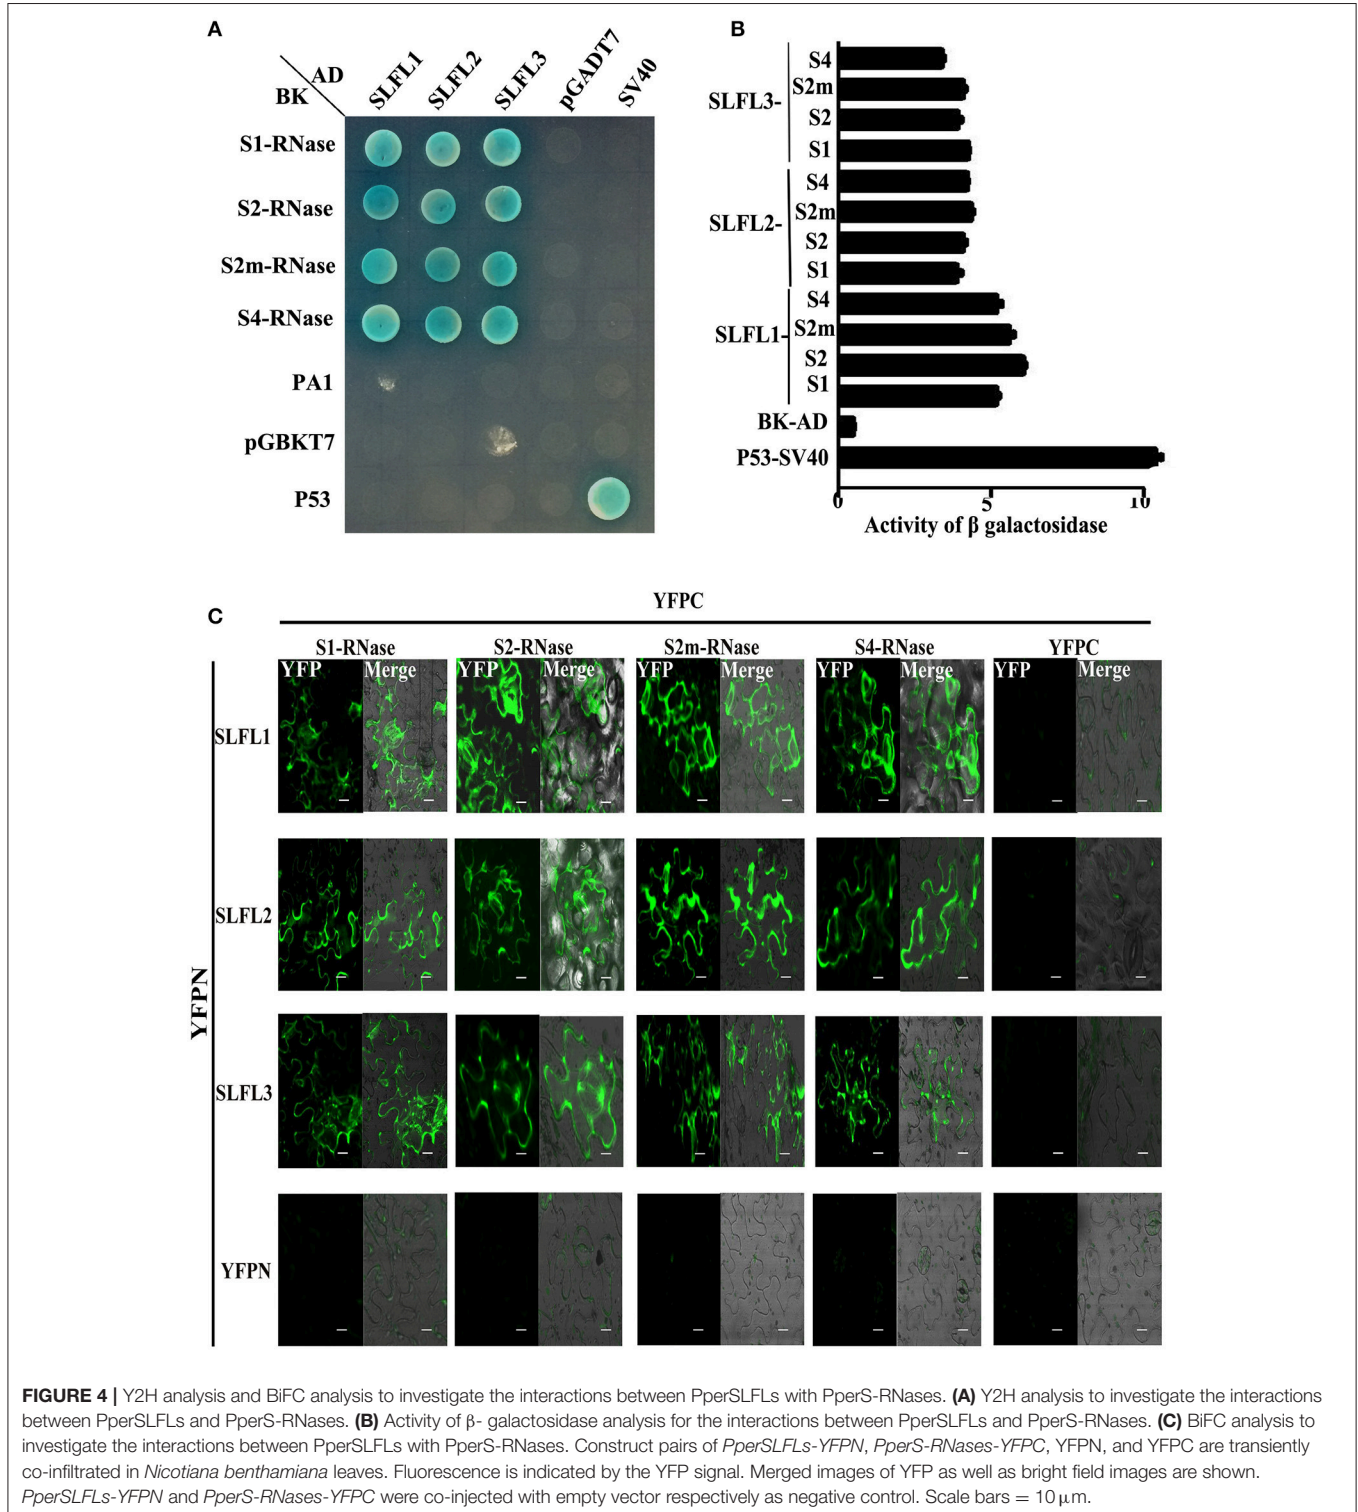 A
AD
BK
SLFL1
SLFL2
SLFL3
pGADT7
SV40
S1-RNase
S2-RNase
S2m-RNase
S4-RNase
PA1
pGBKT7
P53
B
SLFL3-
S4
S2m
S2
S1
SLFL2-
S4
S2m
S2
S1
SLFL1-
S4
S2m
S2
S1
BK-AD
P53-SV40
0 5 10
Activity of β galactosidase
C
YFPC
S1-RNase S2-RNase S2m-RNase S4-RNase YFPC
YFP Merge YFP Merge YFP Merge YFP Merge YFP Merge
YFPN
SLFL1
SLFL2
SLFL3
YFPN
FIGURE 4 | Y2H analysis and BiFC analysis to investigate the interactions between PperSLFLs with PperS-RNases. (A) Y2H analysis to investigate the interactions
between PperSLFLs and PperS-RNases. (B) Activity of β- galactosidase analysis for the interactions between PperSLFLs and PperS-RNases. (C) BiFC analysis to
investigate the interactions between PperSLFLs with PperS-RNases. Construct pairs of PperSLFLs-YFPN, PperS-RNases-YFPC, YFPN, and YFPC are transiently
co-infiltrated in Nicotiana benthamiana leaves. Fluorescence is indicated by the YFP signal. Merged images of YFP as well as bright field images are shown.
PperSLFLs-YFPN and PperS-RNases-YFPC were co-injected with empty vector respectively as negative control. Scale bars = 10 μm.